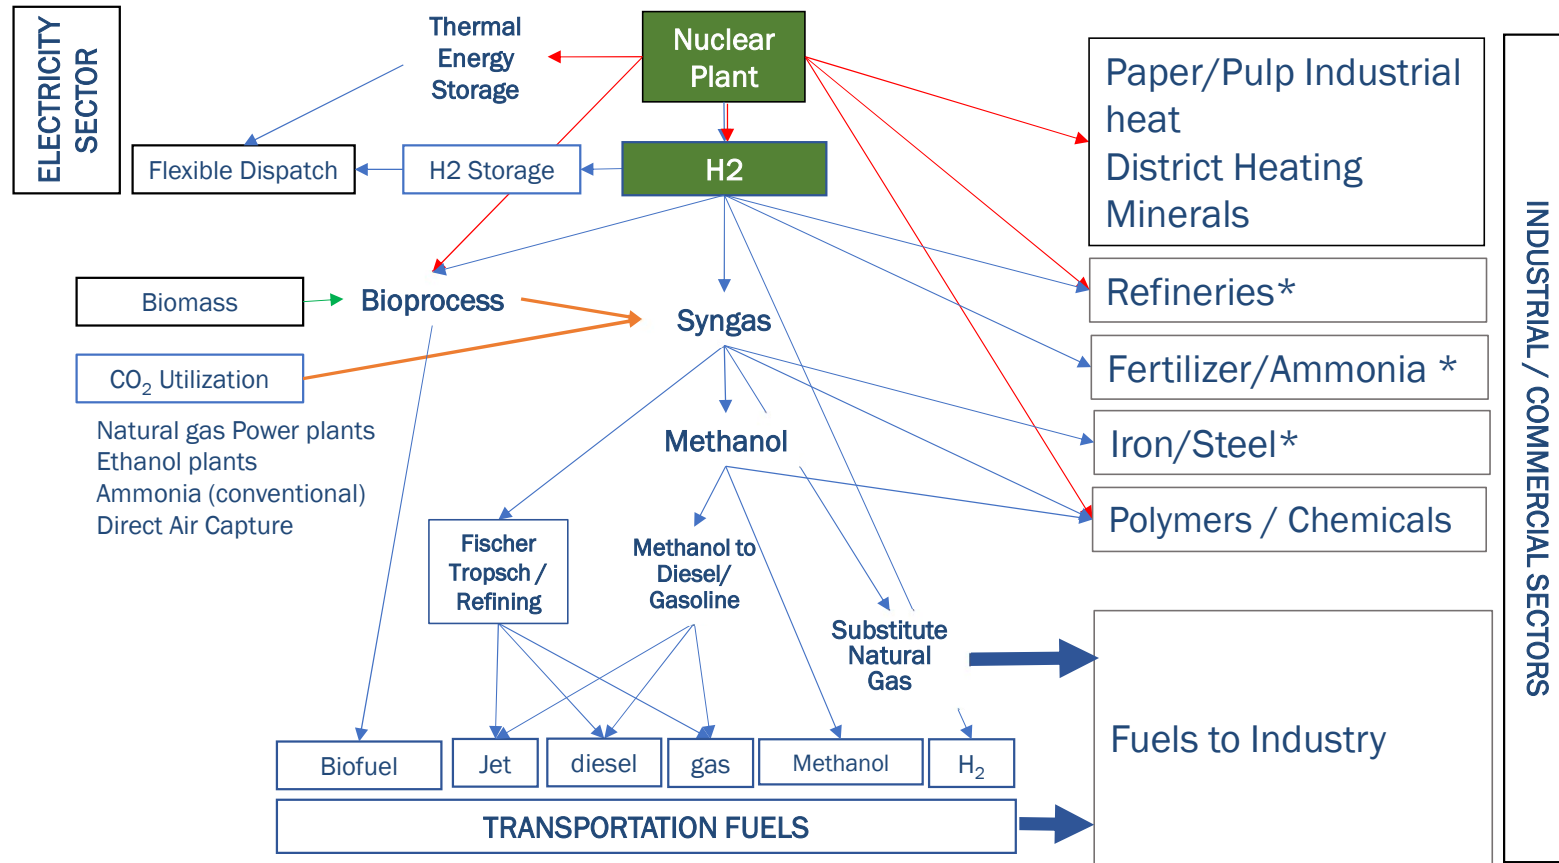 ELECTRICITY
SECTOR
Thermal
Energy
Storage
Nuclear
Plant
Flexible Dispatch
H2 Storage
H2
Paper/Pulp Industrial
heat
District Heating
Minerals
Biomass
Bioprocess
Syngas
Refineries*
CO₂ Utilization
Fertilizer/Ammonia *
Natural gas Power plants
Ethanol plants
Ammonia (conventional)
Direct Air Capture
Methanol
Iron/Steel*
Polymers / Chemicals
Fischer
Tropsch /
Refining
Methanol to
Diesel/
Gasoline
Substitute
Natural
Gas
Biofuel
Jet
diesel
gas
Methanol
H₂
TRANSPORTATION FUELS
Fuels to Industry
INDUSTRIAL / COMMERCIAL SECTORS